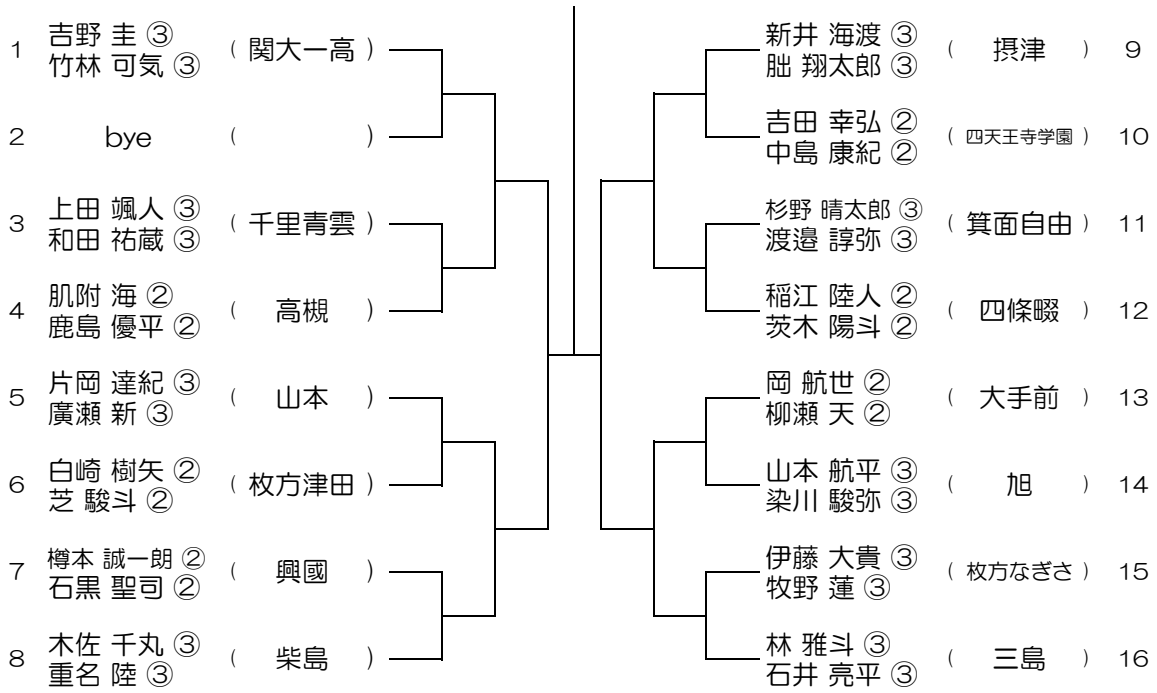 1 吉野 圭 ③
竹林 可気 ③ ( 関大一高 )
2 bye ( )
3 上田 颯人 ③
和田 祐蔵 ③ ( 千里青雲 )
4 肌附 海 ②
鹿島 優平 ② ( 高槻 )
5 片岡 達紀 ③
廣瀬 新 ③ ( 山本 )
6 白崎 樹矢 ②
芝 駿斗 ② ( 枚方津田 )
7 樽本 誠一朗 ②
石黒 聖司 ② ( 興國 )
8 木佐 千丸 ③
重名 陸 ③ ( 柴島 )
新井 海渡 ③
朏 翔太郎 ③ ( 摂津 ) 9
吉田 幸弘 ②
中島 康紀 ② ( 四天王寺学園 ) 10
杉野 晴太郎 ③
渡邉 諄弥 ③ ( 箕面自由 ) 11
稲江 陸人 ②
茨木 陽斗 ② ( 四條畷 ) 12
岡 航世 ②
柳瀬 天 ② ( 大手前 ) 13
山本 航平 ③
染川 駿弥 ③ ( 旭 ) 14
伊藤 大貴 ③
牧野 蓮 ③ ( 枚方なぎさ ) 15
林 雅斗 ③
石井 亮平 ③ ( 三島 ) 16